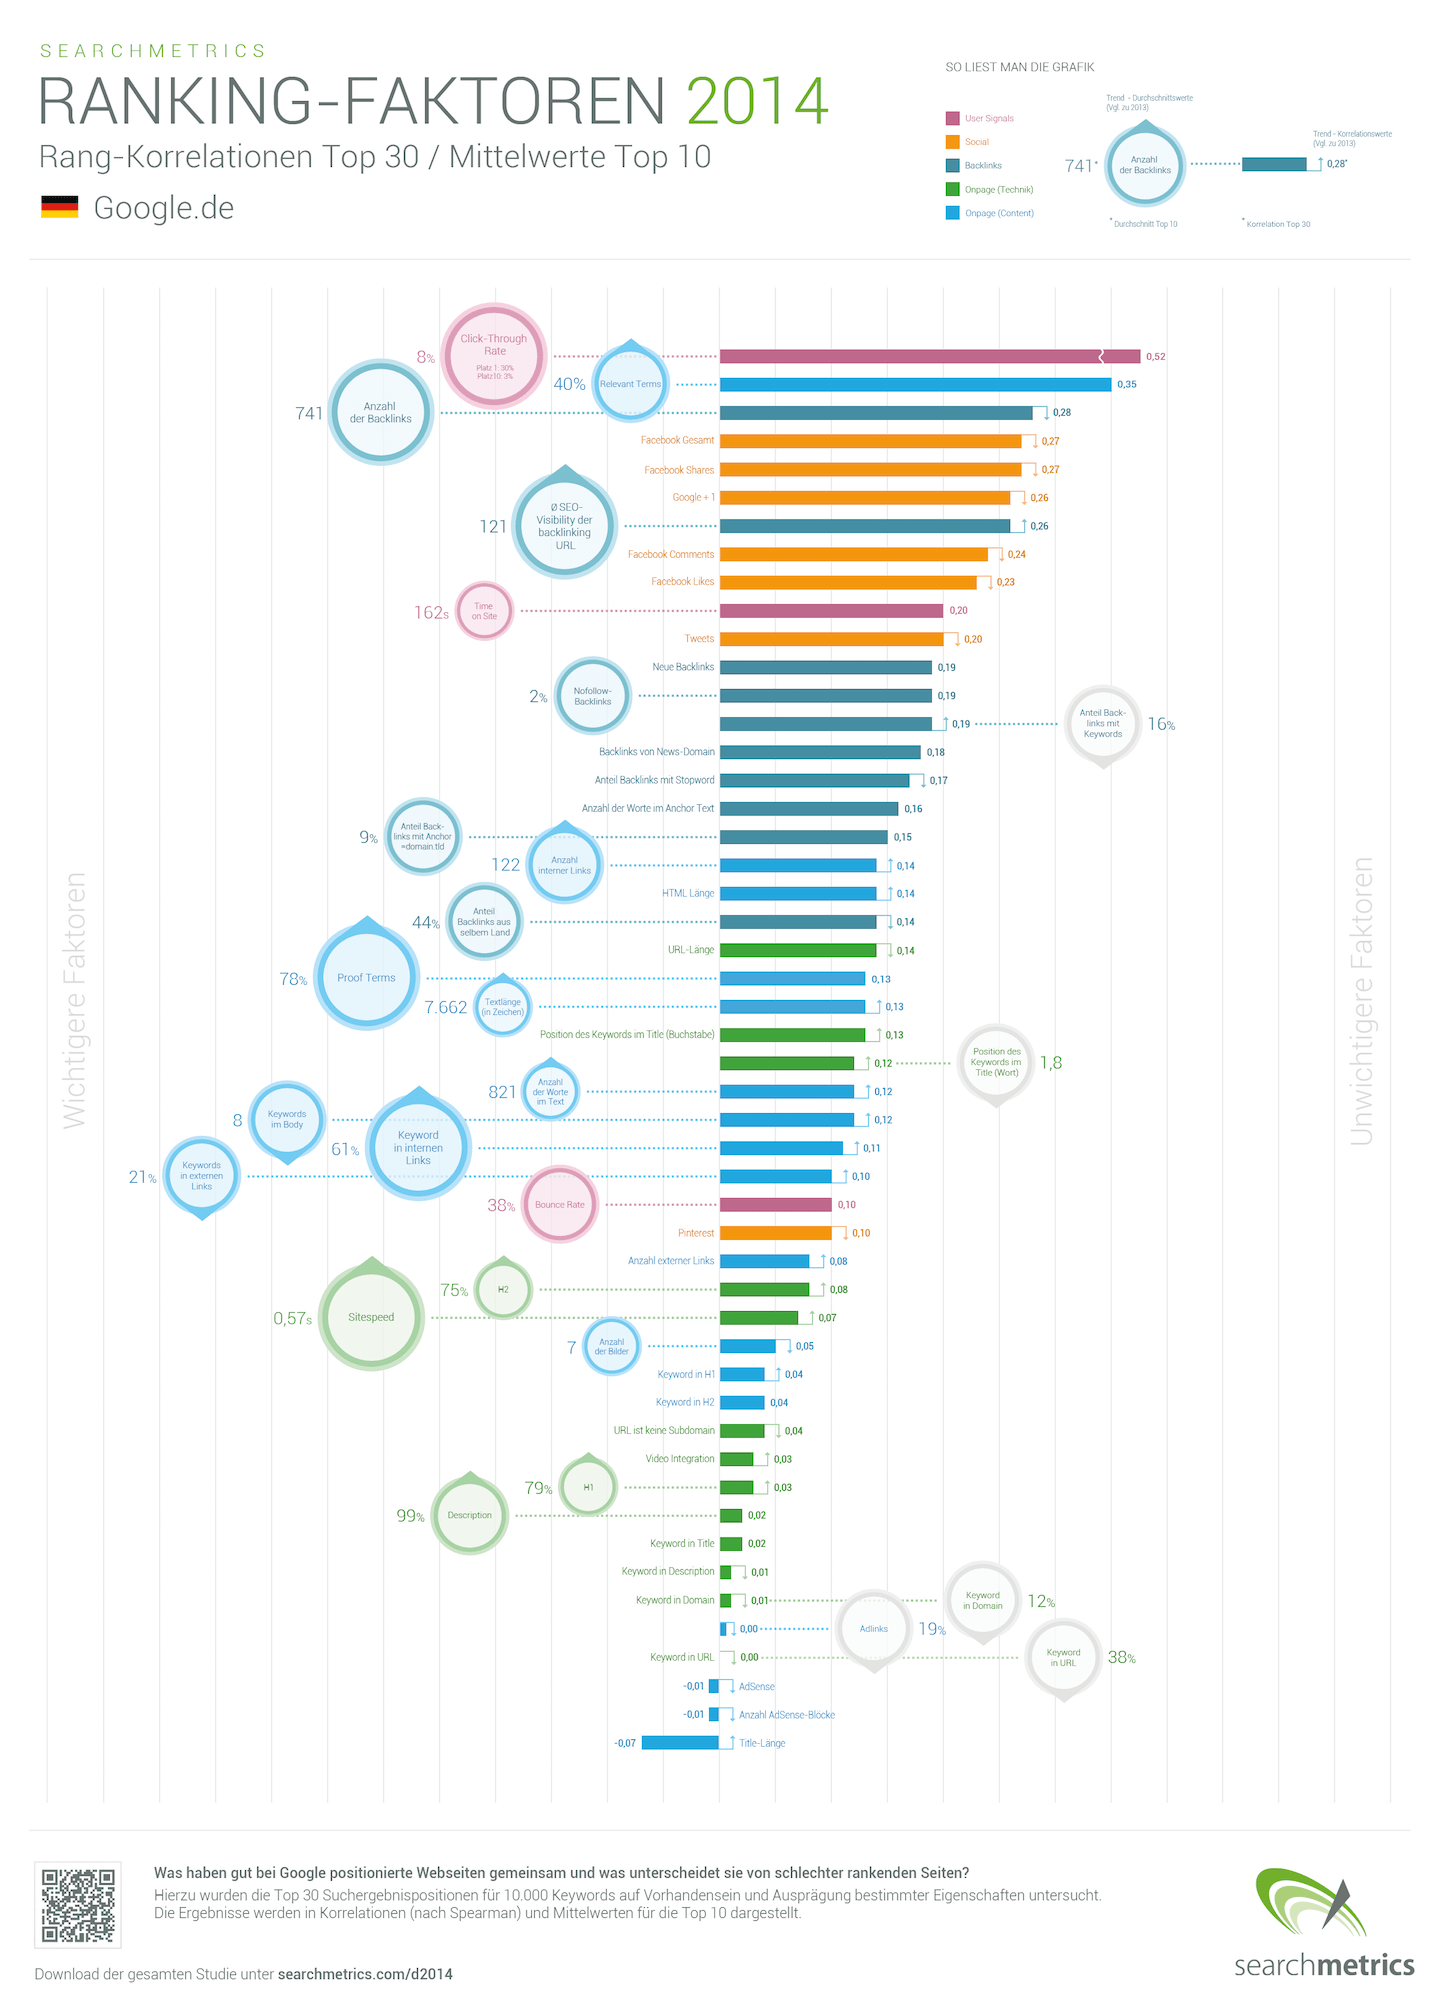 SEARCHMETRICS
RANKING-FAKTOREN 2014
Rang-Korrelationen Top 30 / Mittelwerte Top 10
Google.de
SO LIEST MAN DIE GRAFIK
User Signals
Social
Backlinks
Onpage (Technik)
Onpage (Content)
Trend - Durchschnittswerte
(Vgl. zu 2013)
741*
Anzahl
der Backlinks
* Durchschnitt Top 10
Trend - Korrelationswerte
(Vgl. zu 2013)
0,28*
* Korrelation Top 30
Wichtigere Faktoren
Unwichtigere Faktoren
8%
Click-Through
Rate
Platz 1: 30%
Platz10: 3%
0,52
40%
Relevant Terms
0,35
741
Anzahl
der Backlinks
0,28
Facebook Gesamt 0,27
Facebook Shares 0,27
Google + 1 0,26
121
Ø SEO-
Visibility der
backlinking
URL
0,26
Facebook Comments 0,24
Facebook Likes 0,23
162s
Time
on Site
0,20
Tweets 0,20
Neue Backlinks 0,19
2%
Nofollow-
Backlinks
0,19
0,19
Anteil Back-
links mit
Keywords
16%
Backlinks von News-Domain 0,18
Anteil Backlinks mit Stopword 0,17
Anzahl der Worte im Anchor Text 0,16
9%
Anteil Back-
links mit Anchor
=domain.tld
0,15
122
Anzahl
interner Links
0,14
HTML Länge 0,14
44%
Anteil
Backlinks aus
selbem Land
0,14
URL-Länge 0,14
78%
Proof Terms
0,13
7.662
Textlänge
(in Zeichen)
0,13
Position des Keywords im Title (Buchstabe) 0,13
0,12
Position des
Keywords im
Title (Wort)
1,8
821
Anzahl
der Worte
im Text
0,12
8
Keywords
im Body
0,12
61%
Keyword
in internen
Links
0,11
21%
Keywords
in externen
Links
0,10
38%
Bounce Rate
0,10
Pinterest 0,10
Anzahl externer Links 0,08
75%
H2
0,08
0,57s
Sitespeed
0,07
7
Anzahl
der Bilder
0,05
Keyword in H1 0,04
Keyword in H2 0,04
URL ist keine Subdomain 0,04
Video Integration 0,03
79%
H1
0,03
99%
Description
0,02
Keyword in Title 0,02
Keyword in Description 0,01
Keyword in Domain 0,01
Keyword
in Domain
12%
0,00
Adlinks
19%
Keyword in URL 0,00
Keyword
in URL
38%
-0,01 AdSense
-0,01 Anzahl AdSense-Blöcke
-0,07 Title-Länge
Was haben gut bei Google positionierte Webseiten gemeinsam und was unterscheidet sie von schlechter rankenden Seiten?
Hierzu wurden die Top 30 Suchergebnispositionen für 10.000 Keywords auf Vorhandensein und Ausprägung bestimmter Eigenschaften untersucht.
Die Ergebnisse werden in Korrelationen (nach Spearman) und Mittelwerten für die Top 10 dargestellt.
Download der gesamten Studie unter searchmetrics.com/d2014
searchmetrics